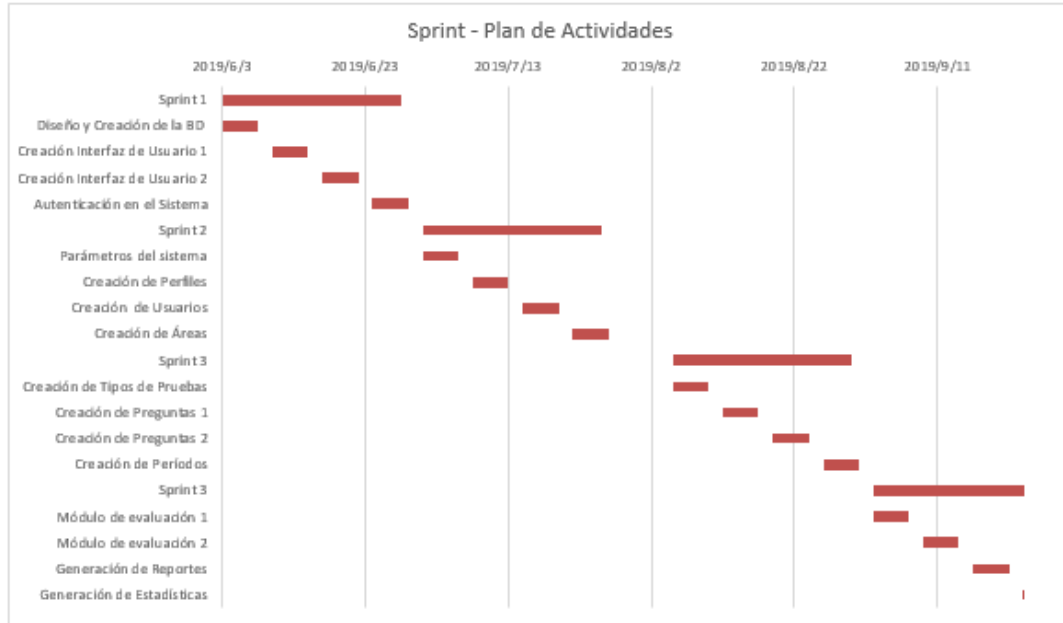 Sprint - Plan de Actividades
2019/6/3 2019/6/23 2019/7/13 2019/8/2 2019/8/22 2019/9/11
Sprint 1
Diseño y Creación de la BD
Creación Interfaz de Usuario 1
Creación Interfaz de Usuario 2
Autenticación en el Sistema
Sprint 2
Parámetros del sistema
Creación de Perfilles
Creación de Usuarios
Creación de Áreas
Sprint 3
Creación de Tipos de Pruebas
Creación de Preguntas 1
Creación de Preguntas 2
Creación de Períodos
Sprint 3
Módulo de evaluación 1
Módulo de evaluación 2
Generación de Reportes
Generación de Estadísticas